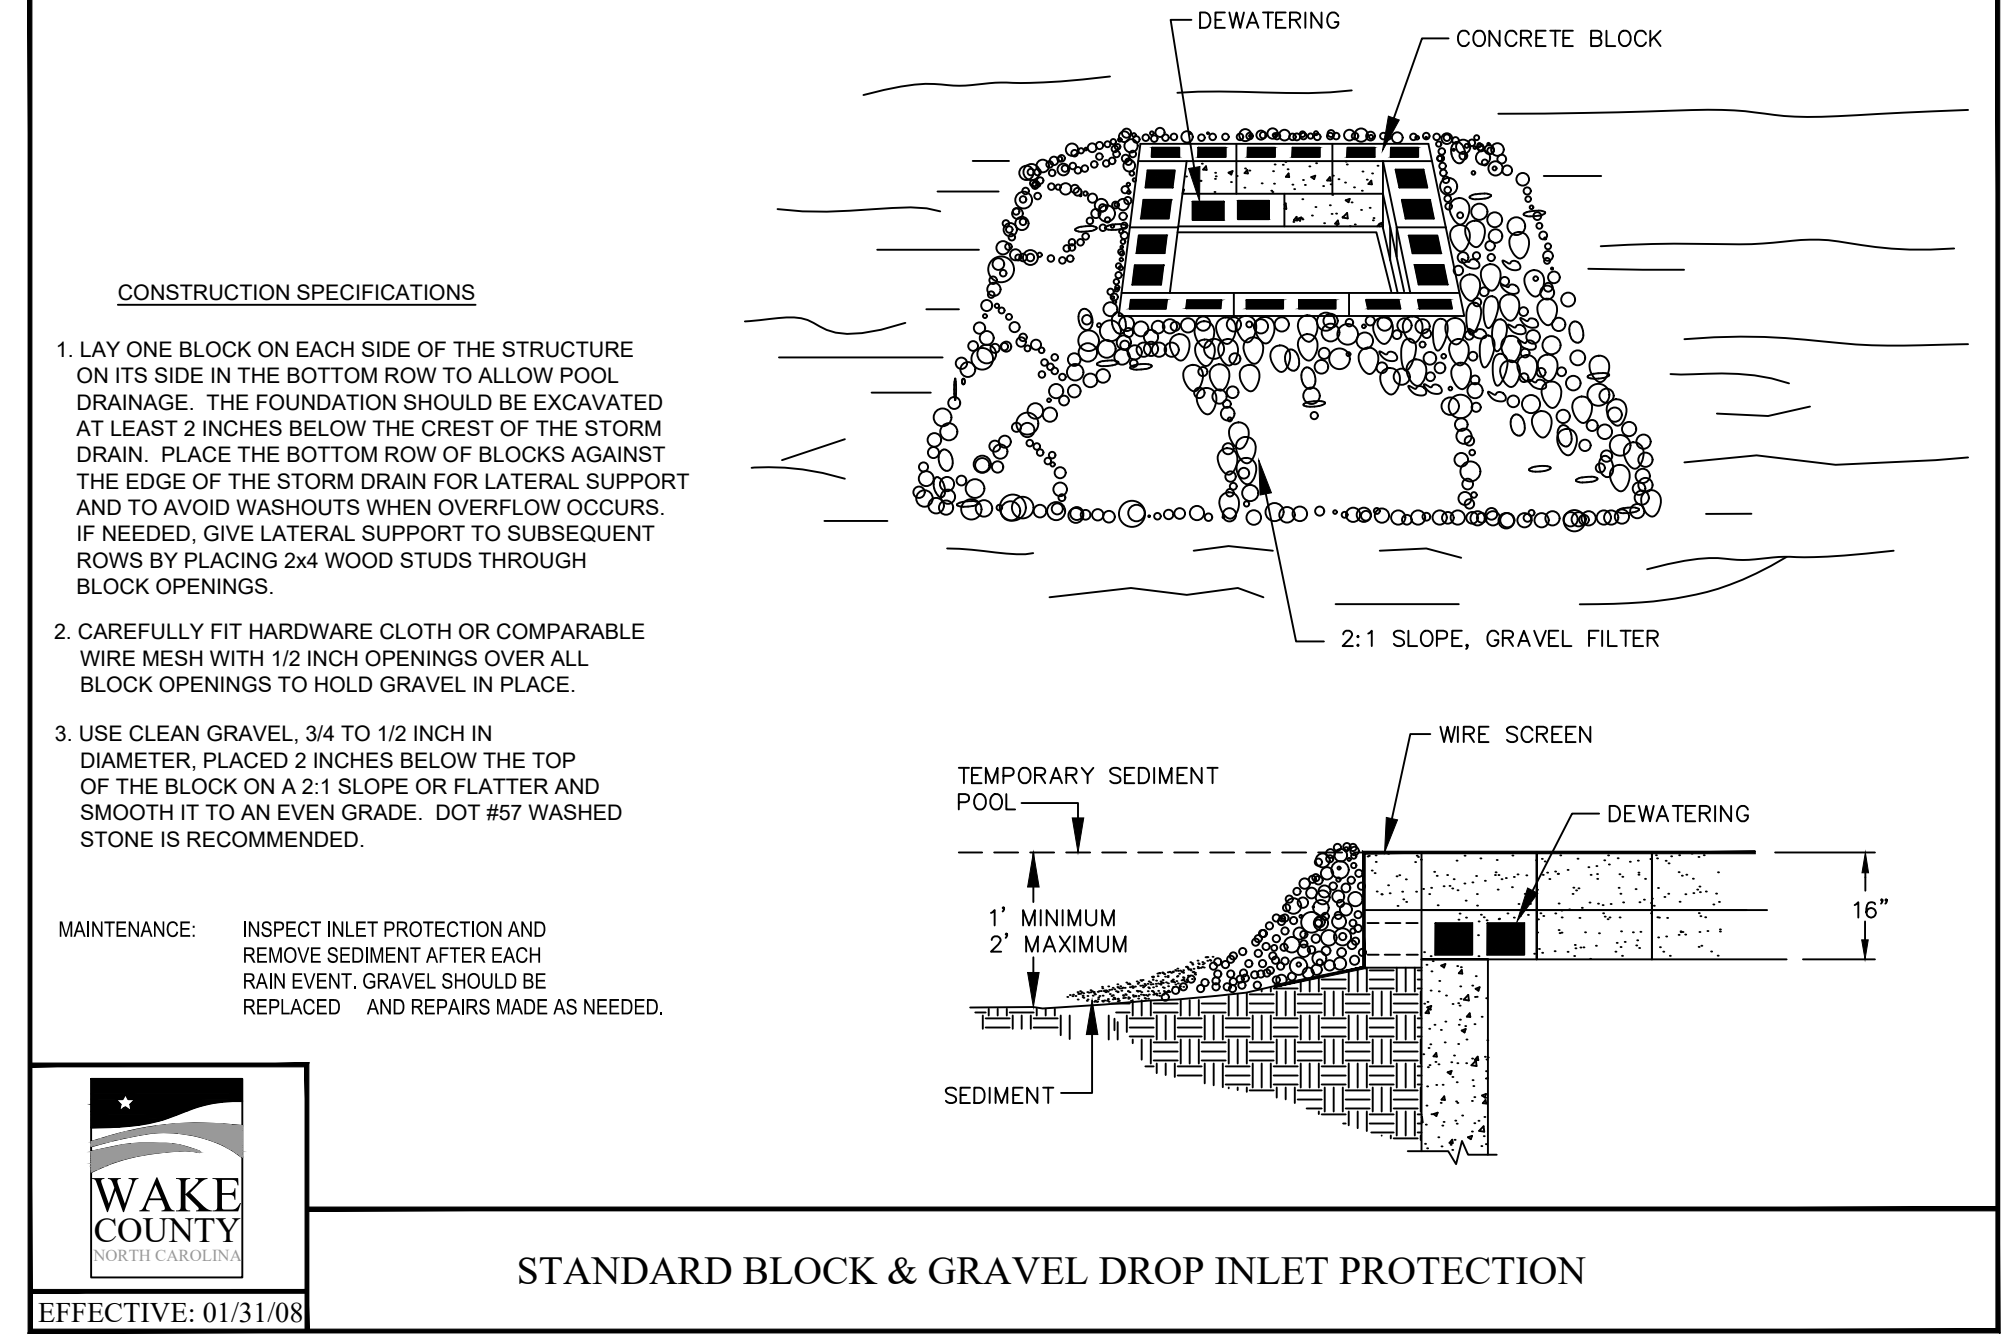 DEWATERING
CONCRETE BLOCK
CONSTRUCTION SPECIFICATIONS
1. LAY ONE BLOCK ON EACH SIDE OF THE STRUCTURE
ON ITS SIDE IN THE BOTTOM ROW TO ALLOW POOL
DRAINAGE. THE FOUNDATION SHOULD BE EXCAVATED
AT LEAST 2 INCHES BELOW THE CREST OF THE STORM
DRAIN. PLACE THE BOTTOM ROW OF BLOCKS AGAINST
THE EDGE OF THE STORM DRAIN FOR LATERAL SUPPORT
AND TO AVOID WASHOUTS WHEN OVERFLOW OCCURS.
IF NEEDED, GIVE LATERAL SUPPORT TO SUBSEQUENT
ROWS BY PLACING 2x4 WOOD STUDS THROUGH
BLOCK OPENINGS.
2. CAREFULLY FIT HARDWARE CLOTH OR COMPARABLE
WIRE MESH WITH 1/2 INCH OPENINGS OVER ALL
BLOCK OPENINGS TO HOLD GRAVEL IN PLACE.
3. USE CLEAN GRAVEL, 3/4 TO 1/2 INCH IN
DIAMETER, PLACED 2 INCHES BELOW THE TOP
OF THE BLOCK ON A 2:1 SLOPE OR FLATTER AND
SMOOTH IT TO AN EVEN GRADE. DOT #57 WASHED
STONE IS RECOMMENDED.
MAINTENANCE: INSPECT INLET PROTECTION AND
REMOVE SEDIMENT AFTER EACH
RAIN EVENT. GRAVEL SHOULD BE
REPLACED AND REPAIRS MADE AS NEEDED.
2:1 SLOPE, GRAVEL FILTER
WIRE SCREEN
TEMPORARY SEDIMENT
POOL
DEWATERING
1' MINIMUM
2' MAXIMUM
16"
SEDIMENT
WAKE
COUNTY
NORTH CAROLINA
EFFECTIVE: 01/31/08
STANDARD BLOCK & GRAVEL DROP INLET PROTECTION